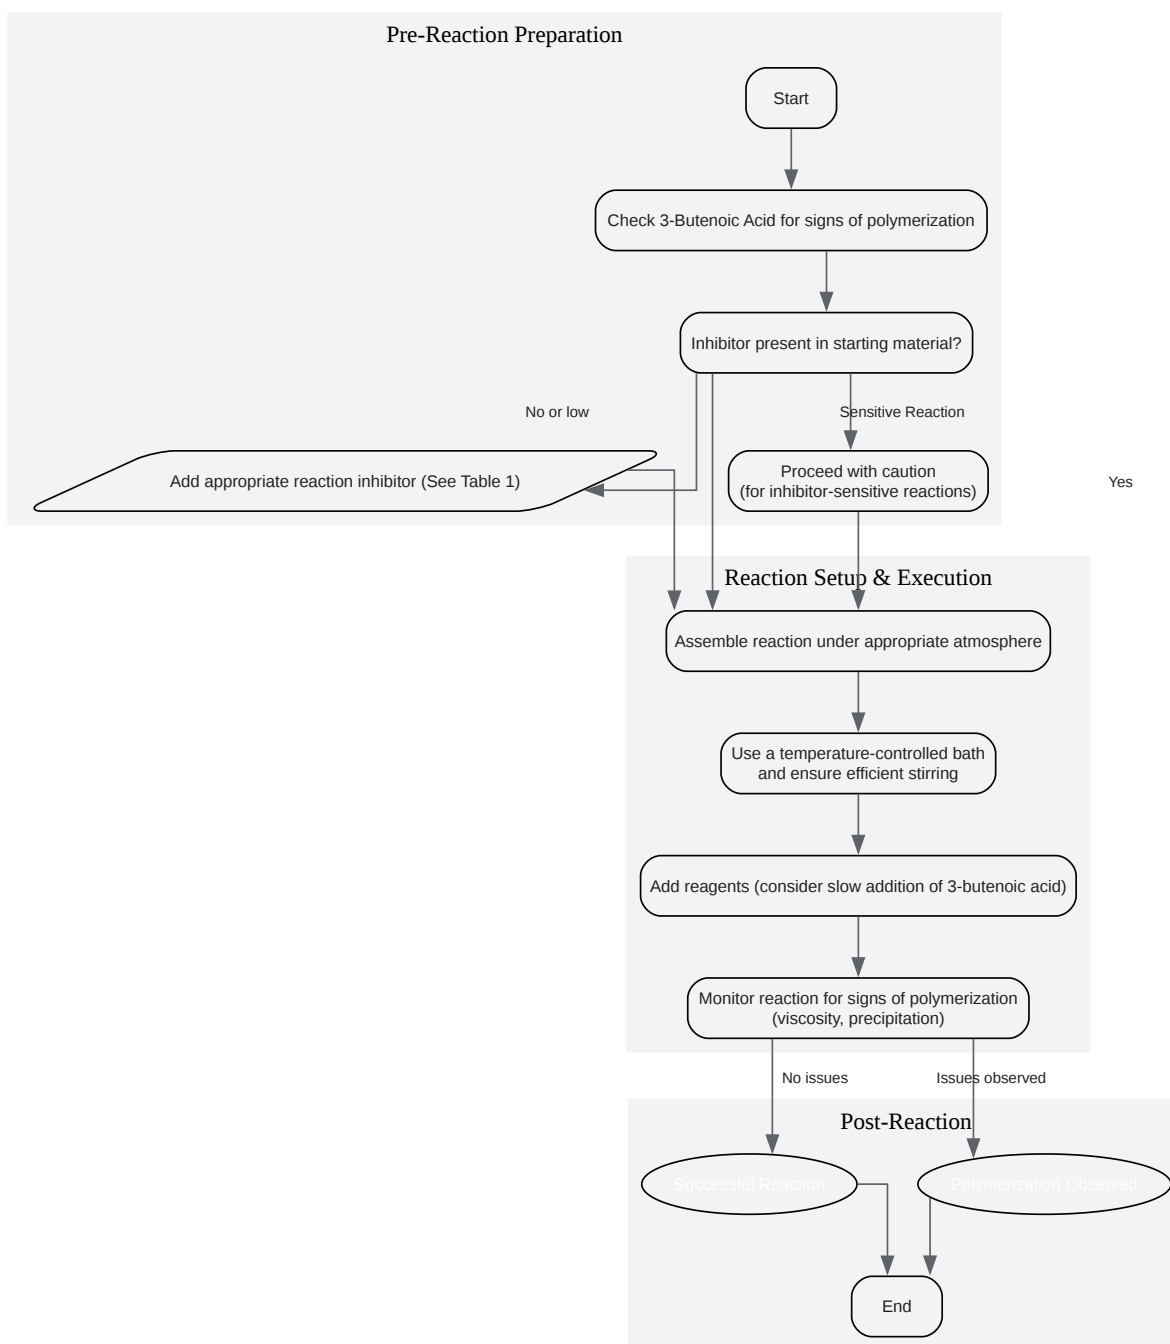 Pre-Reaction Preparation
Start
Check 3-Butenoic Acid for signs of polymerization
Inhibitor present in starting material?
No or low
Sensitive Reaction
Add appropriate reaction inhibitor (See Table 1)
Proceed with caution
(for inhibitor-sensitive reactions)
Yes
Reaction Setup & Execution
Assemble reaction under appropriate atmosphere
Use a temperature-controlled bath
and ensure efficient stirring
Add reagents (consider slow addition of 3-butenoic acid)
Monitor reaction for signs of polymerization
(viscosity, precipitation)
No issues
Issues observed
Post-Reaction
Successful Reaction
Polymerization Observed
End